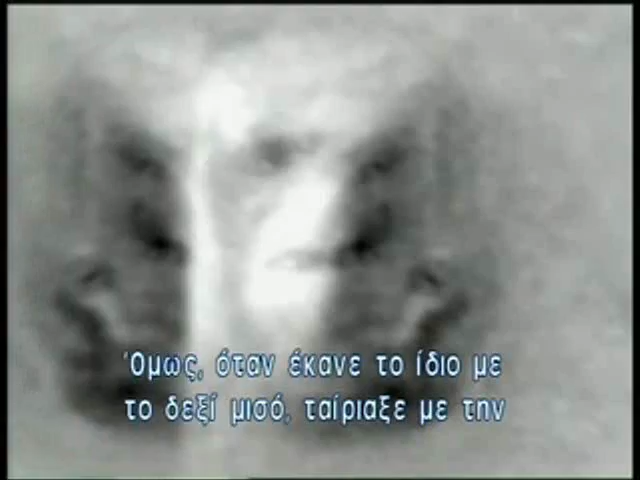 Όμως, όταν έκανε το ίδιο με
το δεξί μισό, ταίριαξε με την